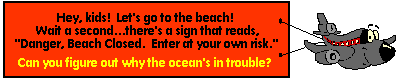 Hey, kids!  Let's go to the beach!
Wait a second...there's a sign that reads,
"Danger, Beach Closed.  Enter at your own risk."
Can you figure out why the ocean's in trouble?